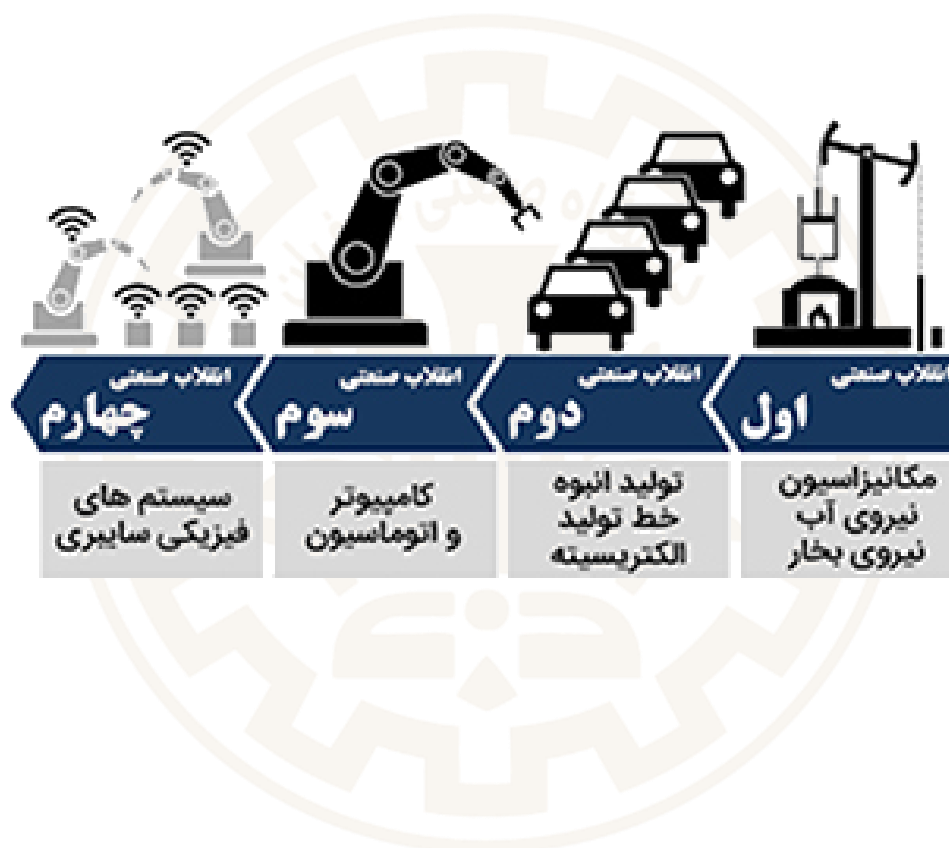 انقلاب صنعتی
اول
مکانیزاسیون
نیروی آب
نیروی بخار
انقلاب صنعتی
دوم
تولید انبوه
خط تولید
الکتریسیته
انقلاب صنعتی
سوم
کامپیوتر
و اتوماسیون
انقلاب صنعتی
چهارم
سیستم های
فیزیکی سایبری